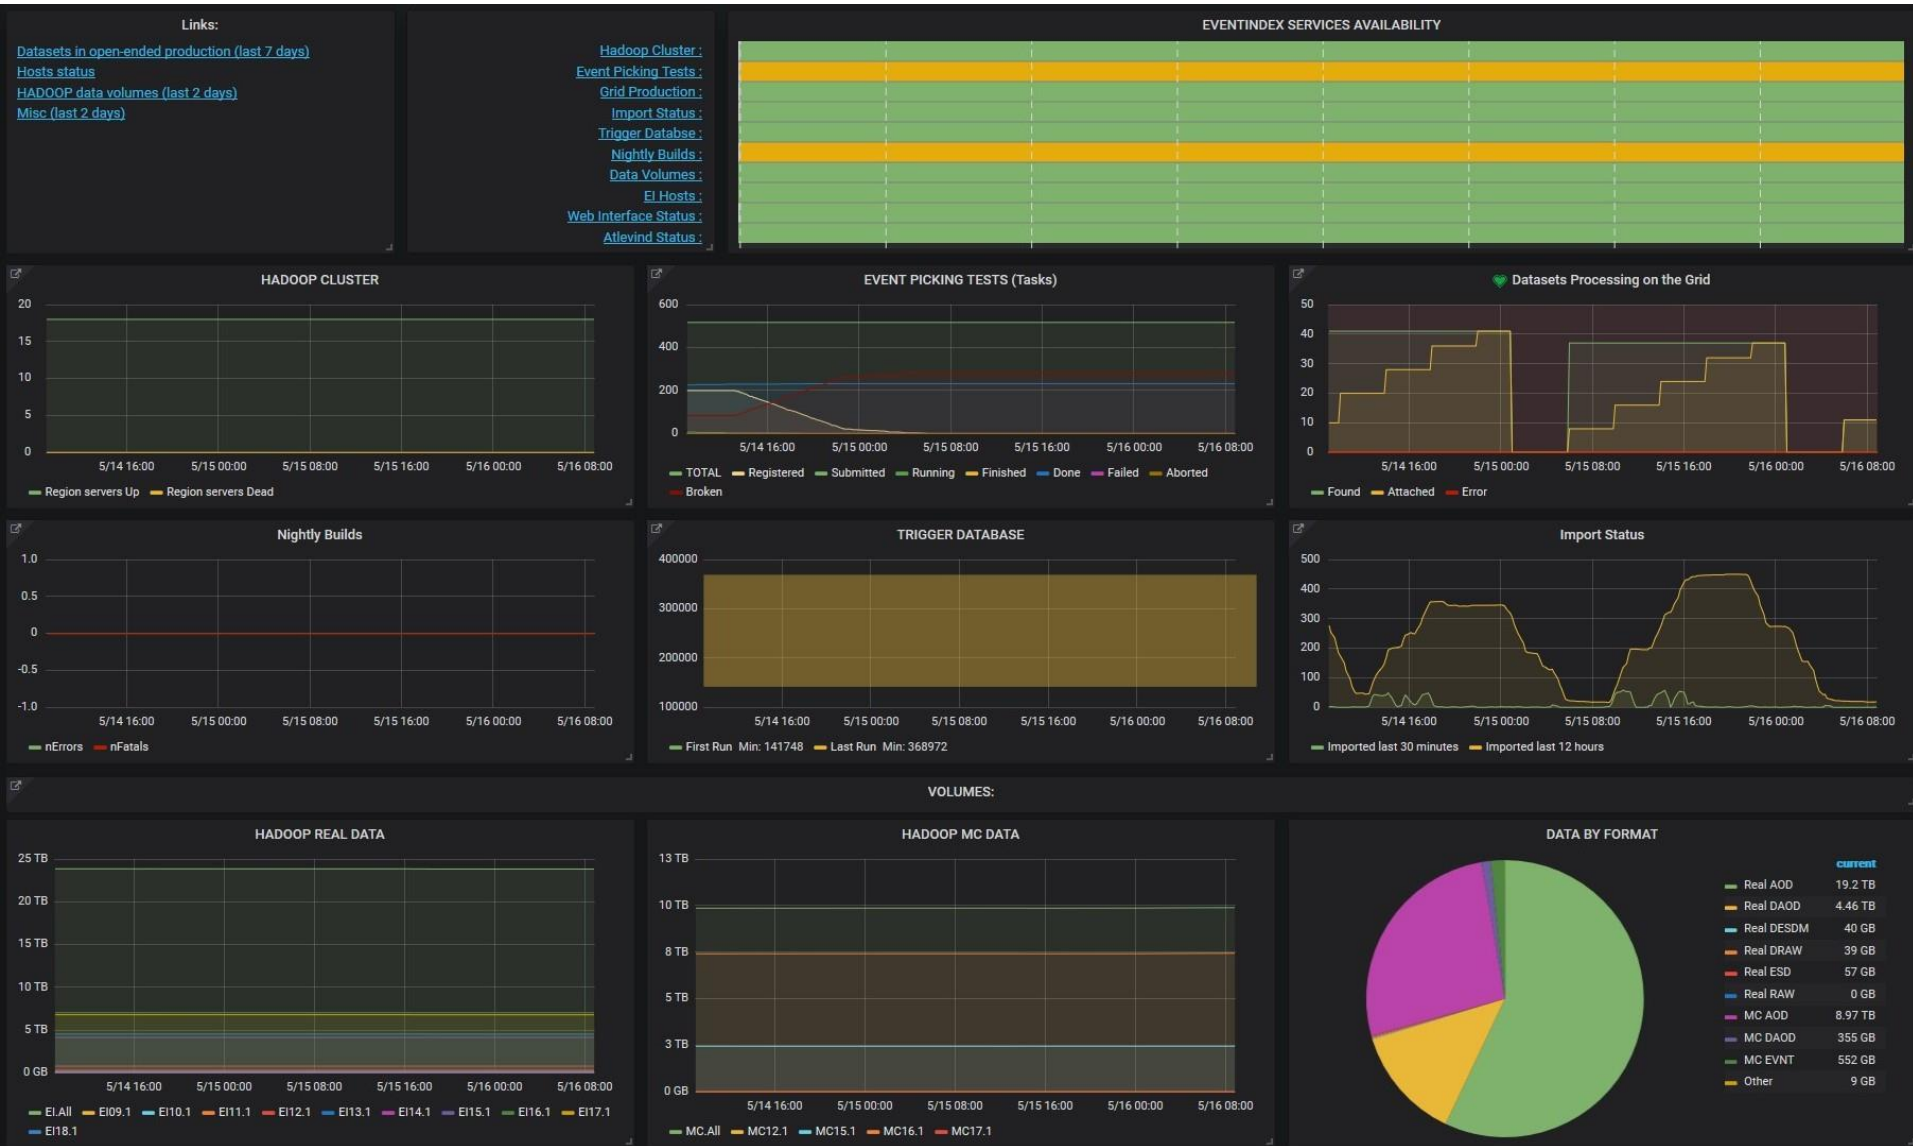 Links:
Datasets in open-ended production (last 7 days)
Hosts status
HADOOP data volumes (last 2 days)
Misc (last 2 days)
Hadoop Cluster :
Event Picking Tests :
Grid Production :
Import Status :
Trigger Databse :
Nightly Builds :
Data Volumes :
EI Hosts :
Web Interface Status :
Atlevind Status :
EVENTINDEX SERVICES AVAILABILITY
HADOOP CLUSTER
20
15
10
5
0
5/14 16:00 5/15 00:00 5/15 08:00 5/15 16:00 5/16 00:00 5/16 08:00
Region servers Up Region servers Dead
EVENT PICKING TESTS (Tasks)
600
400
200
0
5/14 16:00 5/15 00:00 5/15 08:00 5/15 16:00 5/16 00:00 5/16 08:00
TOTAL Registered Submitted Running Finished Done Failed Aborted
Broken
Datasets Processing on the Grid
50
40
30
20
10
0
5/14 16:00 5/15 00:00 5/15 08:00 5/15 16:00 5/16 00:00 5/16 08:00
Found Attached Error
Nightly Builds
1.0
0.5
0
-0.5
-1.0
5/14 16:00 5/15 00:00 5/15 08:00 5/15 16:00 5/16 00:00 5/16 08:00
nErrors nFatals
TRIGGER DATABASE
400000
300000
200000
100000
5/14 16:00 5/15 00:00 5/15 08:00 5/15 16:00 5/16 00:00 5/16 08:00
First Run Min: 141748 Last Run Min: 368972
Import Status
500
400
300
200
100
0
5/14 16:00 5/15 00:00 5/15 08:00 5/15 16:00 5/16 00:00 5/16 08:00
Imported last 30 minutes Imported last 12 hours
VOLUMES:
HADOOP REAL DATA
25 TB
20 TB
15 TB
10 TB
5 TB
0 GB
5/14 16:00 5/15 00:00 5/15 08:00 5/15 16:00 5/16 00:00 5/16 08:00
EI.All EI09.1 EI10.1 EI11.1 EI12.1 EI13.1 EI14.1 EI15.1 EI16.1 EI17.1
EI18.1
HADOOP MC DATA
13 TB
10 TB
8 TB
5 TB
3 TB
0 GB
5/14 16:00 5/15 00:00 5/15 08:00 5/15 16:00 5/16 00:00 5/16 08:00
MC.All MC12.1 MC15.1 MC16.1 MC17.1
DATA BY FORMAT
current
Real AOD 19.2 TB
Real DAOD 4.46 TB
Real DESDM 40 GB
Real DRAW 39 GB
Real ESD 57 GB
Real RAW 0 GB
MC AOD 8.97 TB
MC DAOD 355 GB
MC EVNT 552 GB
Other 9 GB